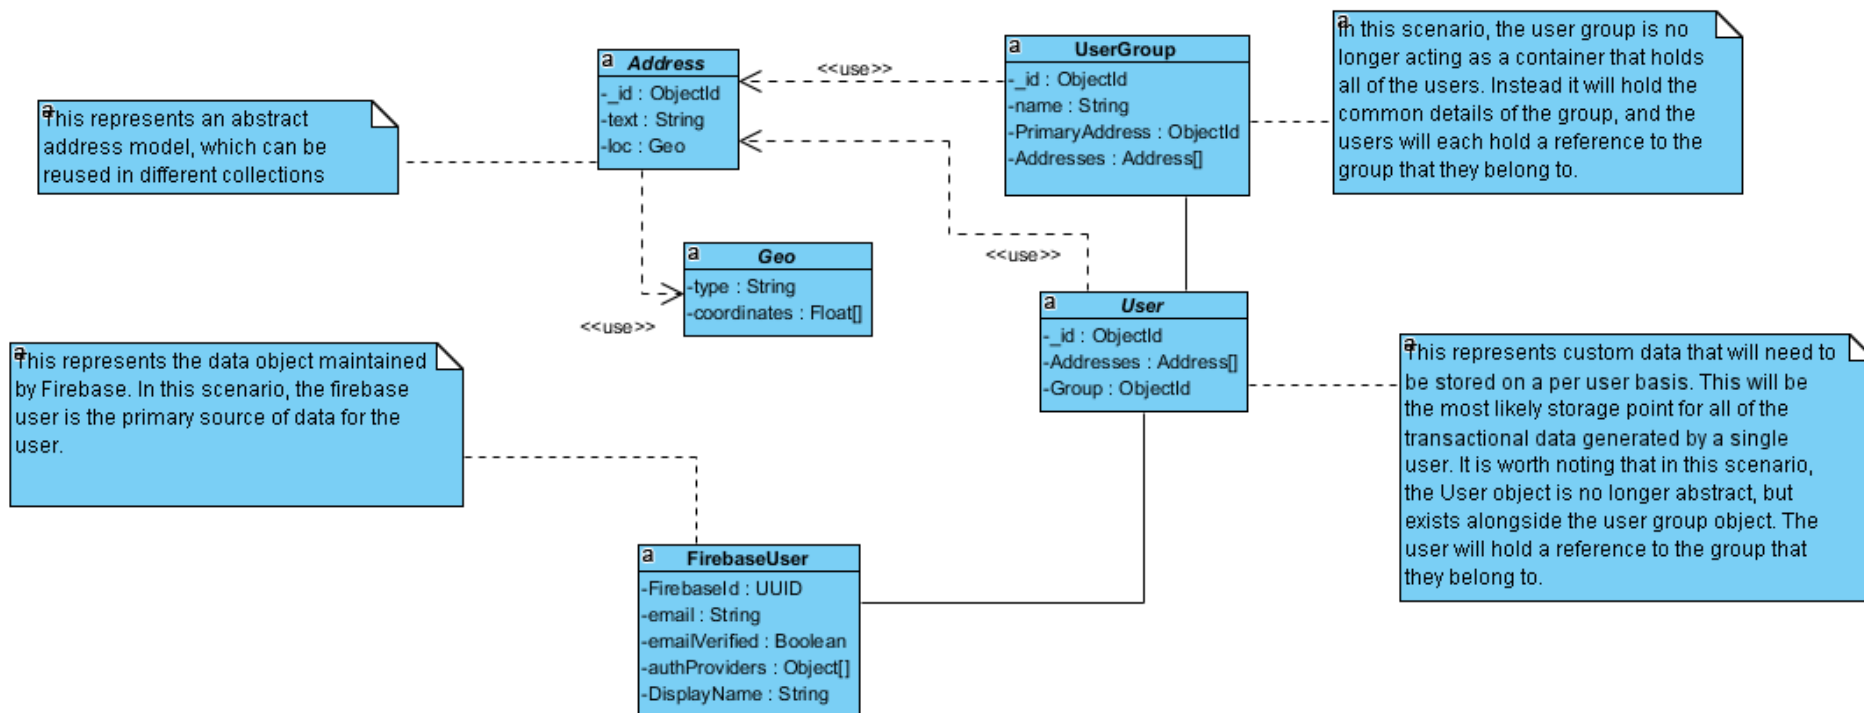 a
This represents an abstract
address model, which can be
reused in different collections
a
Address
-_id : ObjectId
-text : String
-loc : Geo
<<use>>
a
UserGroup
-_id : ObjectId
-name : String
-PrimaryAddress : ObjectId
-Addresses : Address[]
a
In this scenario, the user group is no
longer acting as a container that holds
all of the users. Instead it will hold the
common details of the group, and the
users will each hold a reference to the
group that they belong to.
a
Geo
-type : String
-coordinates : Float[]
<<use>>
<<use>>
a
User
-_id : ObjectId
-Addresses : Address[]
-Group : ObjectId
a
This represents the data object maintained
by Firebase. In this scenario, the firebase
user is the primary source of data for the
user.
a
This represents custom data that will need to
be stored on a per user basis. This will be
the most likely storage point for all of the
transactional data generated by a single
user. It is worth noting that in this scenario,
the User object is no longer abstract, but
exists alongside the user group object. The
user will hold a reference to the group that
they belong to.
a
FirebaseUser
-FirebaseId : UUID
-email : String
-emailVerified : Boolean
-authProviders : Object[]
-DisplayName : String